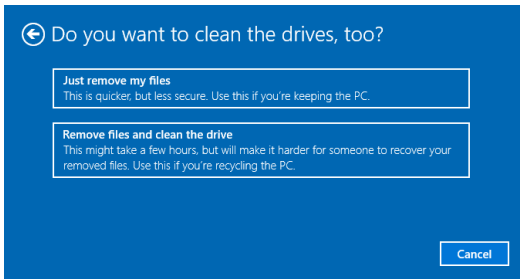 Do you want to clean the drives, too?
Just remove my files
This is quicker, but less secure. Use this if you're keeping the PC.
Remove files and clean the drive
This might take a few hours, but will make it harder for someone to recover your
removed files. Use this if you're recycling the PC.
Cancel